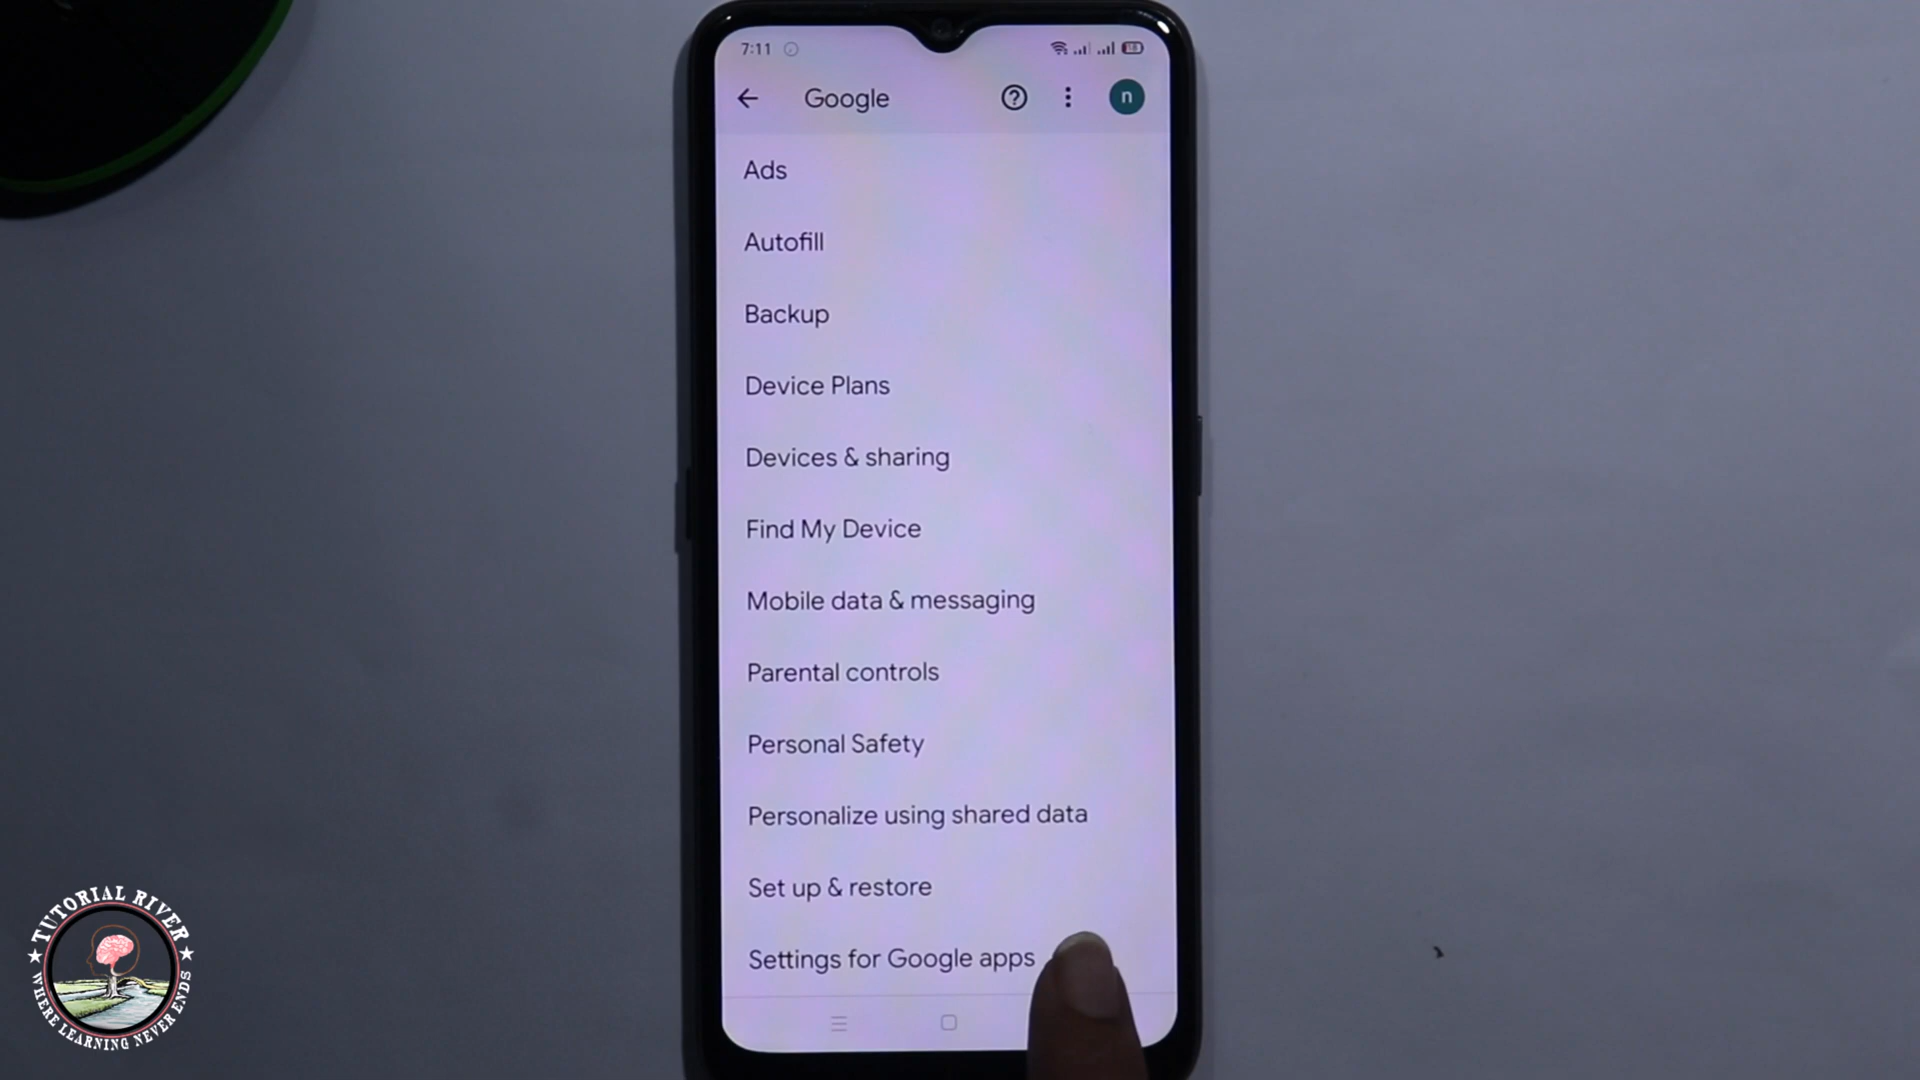 7:11
Google
n
Ads
Autofill
Backup
Device Plans
Devices & sharing
Find My Device
Mobile data & messaging
Parental controls
Personal Safety
Personalize using shared data
Set up & restore
Settings for Google apps
TUTORIAL RIVER
WHERE LEARNING NEVER ENDS